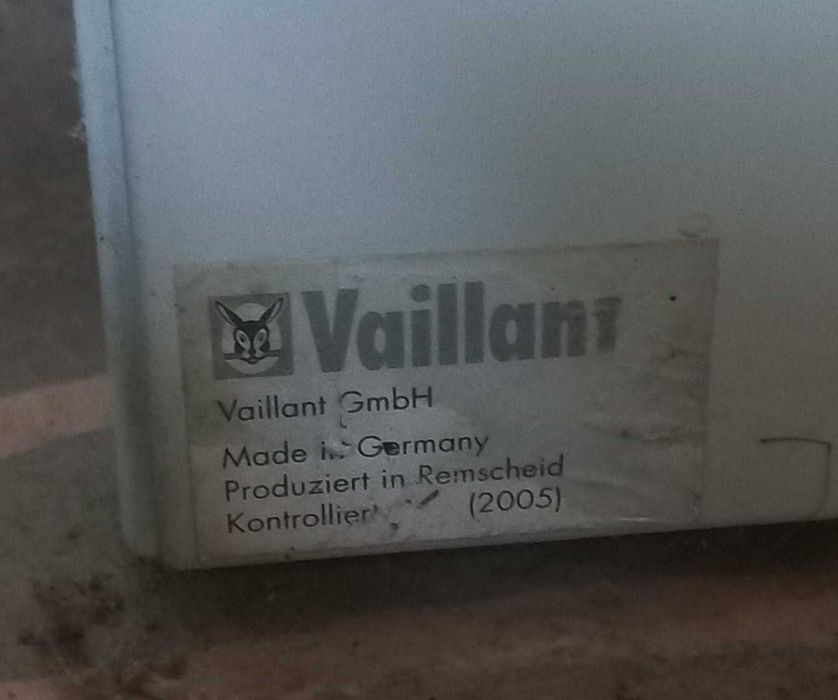 Vaillant
Vaillant GmbH
Made in Germany
Produziert in Remscheid
Kontrolliert (2005)